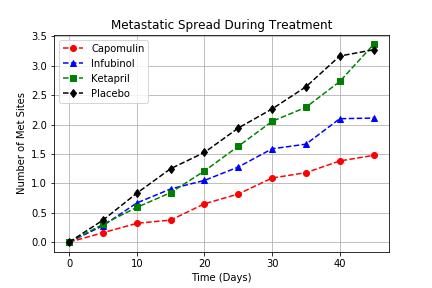 Metastatic Spread During Treatment
Number of Met Sites
3.5
3.0
2.5
2.0
1.5
1.0
0.5
0.0
Capomulin
Infubinol
Ketapril
Placebo
0 10 20 30 40
Time (Days)